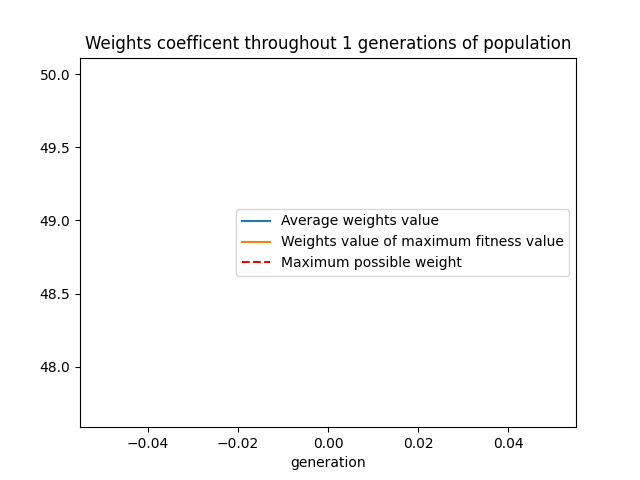 Weights coefficent throughout 1 generations of population
50.0
49.5
49.0
48.5
48.0
Average weights value
Weights value of maximum fitness value
Maximum possible weight
−0.04 −0.02 0.00 0.02 0.04
generation